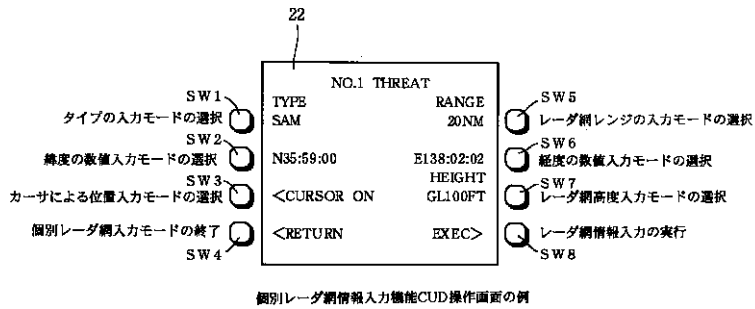 22
NO.1 THREAT
SW1
タイプの入力モードの選択
TYPE
SAM
RANGE
20NM
SW5
レーダ網レンジの入力モードの選択
SW2
緯度の数値入力モードの選択
N35:59:00
E138:02:02
SW6
経度の数値入力モードの選択
SW3
カーサによる位置入力モードの選択
<CURSOR ON
HEIGHT
GL100FT
SW7
レーダ網高度入力モードの選択
個別レーダ網入力モードの終了
SW4
<RETURN
EXEC>
レーダ網情報入力の実行
SW8
個別レーダ網情報入力機能CUD操作画面の例